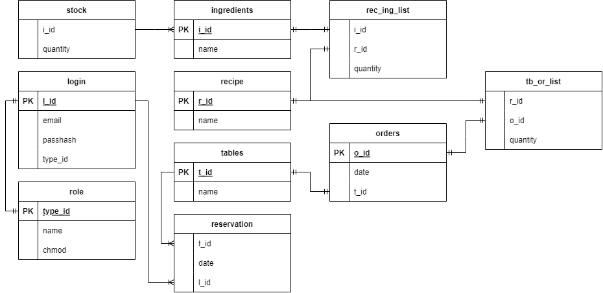 stock
i_id
quantity
ingredients
PK i_id
name
rec_ing_list
i_id
r_id
quantity
login
PK l_id
email
passhash
type_id
recipe
PK r_id
name
tb_or_list
r_id
o_id
quantity
tables
PK t_id
name
orders
PK o_id
date
t_id
role
PK type_id
name
chmod
reservation
t_id
date
l_id